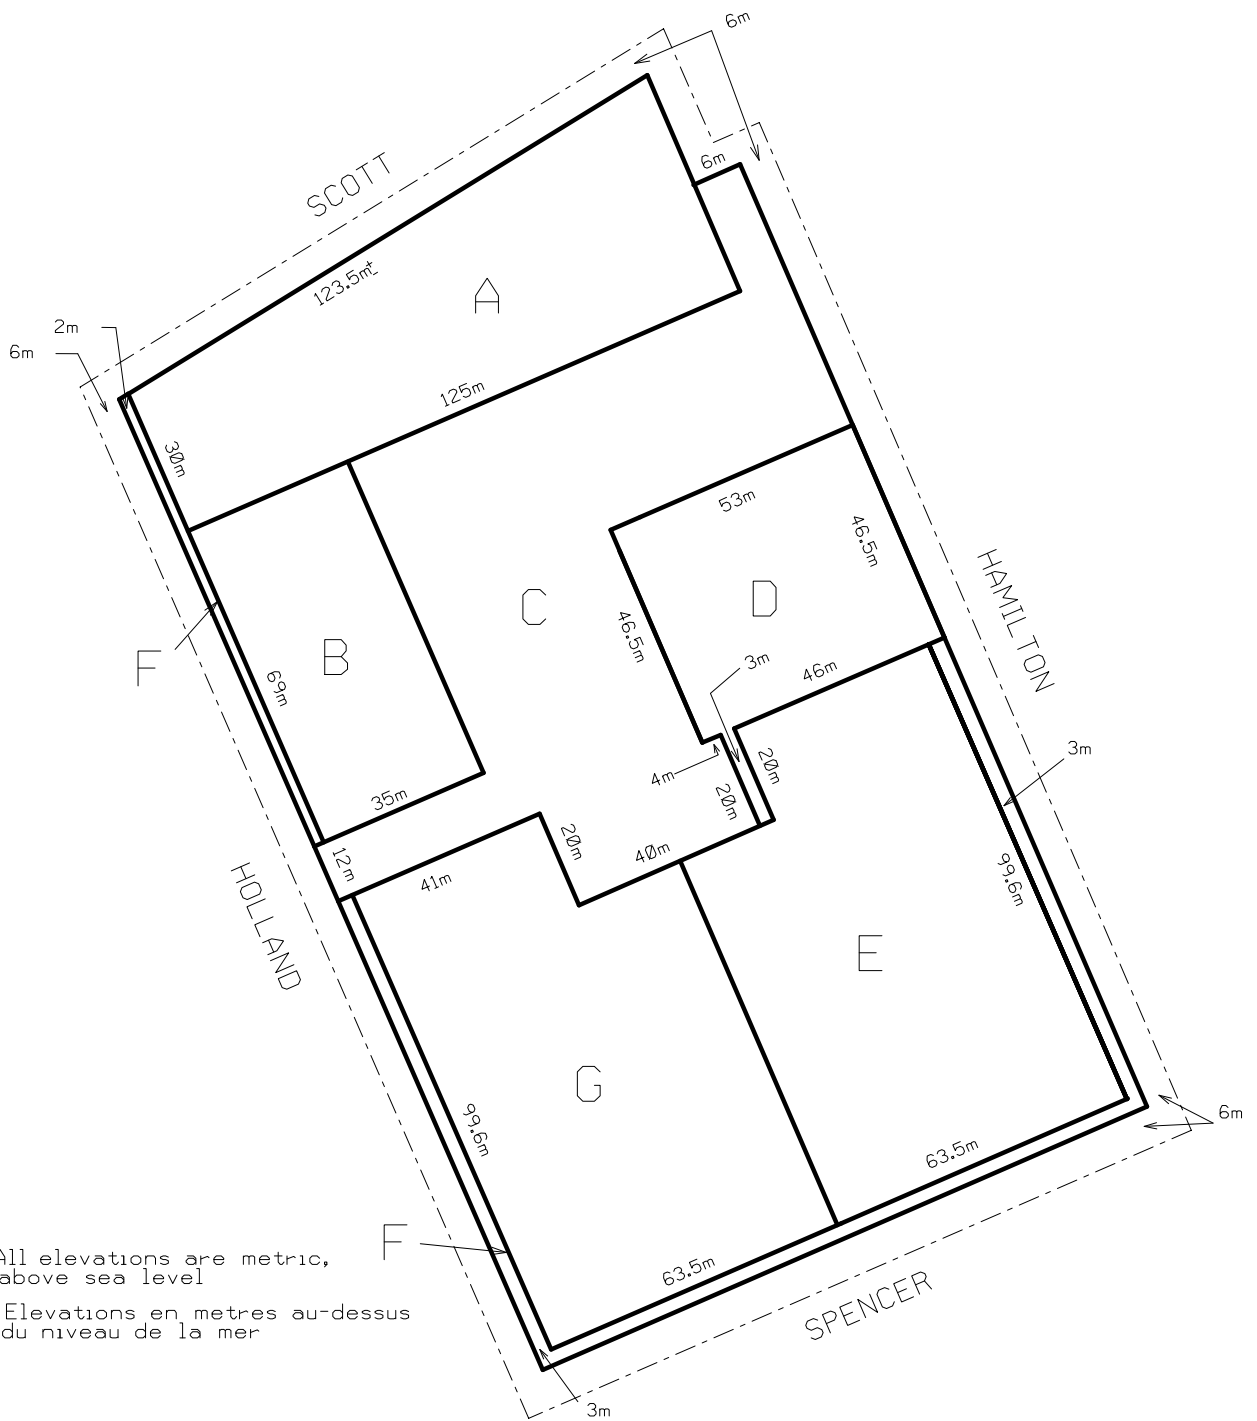 6m
SCOTT
6m
123.5m±
A
2m
6m
125m
30m
53m
46.5m
HAMILTON
C
D
46.5m
B
F
3m
46m
69m
3m
20m
4m
20m
35m
12m
20m
40m
41m
99.6m
HOLLAND
E
G
99.6m
6m
63.5m
F
63.5m
SPENCER
3m
All elevations are metric,
above sea level
Elevations en metres au-dessus
du niveau de la mer